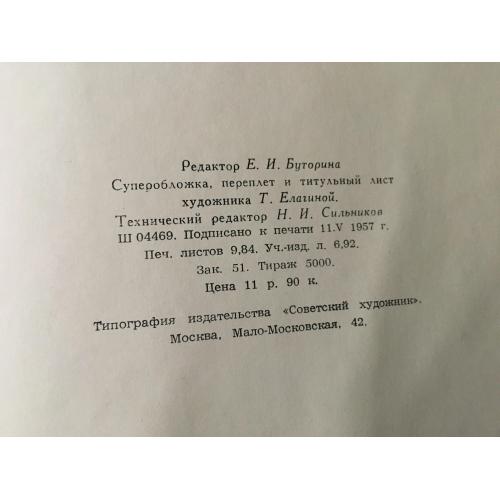 Редактор Е. И. Буторина
Суперобложка, переплет и титульный лист
художника Т. Елагиной.
Технический редактор Н. И. Сильников
Ш 04469. Подписано к печати 11.V 1957 г.
Печ. листов 9,84. Уч.-изд. л. 6,92.
Зак. 51. Тираж 5000.
Цена 11 р. 90 к.
Типография издательства «Советский художник».
Москва, Мало-Московская, 42.